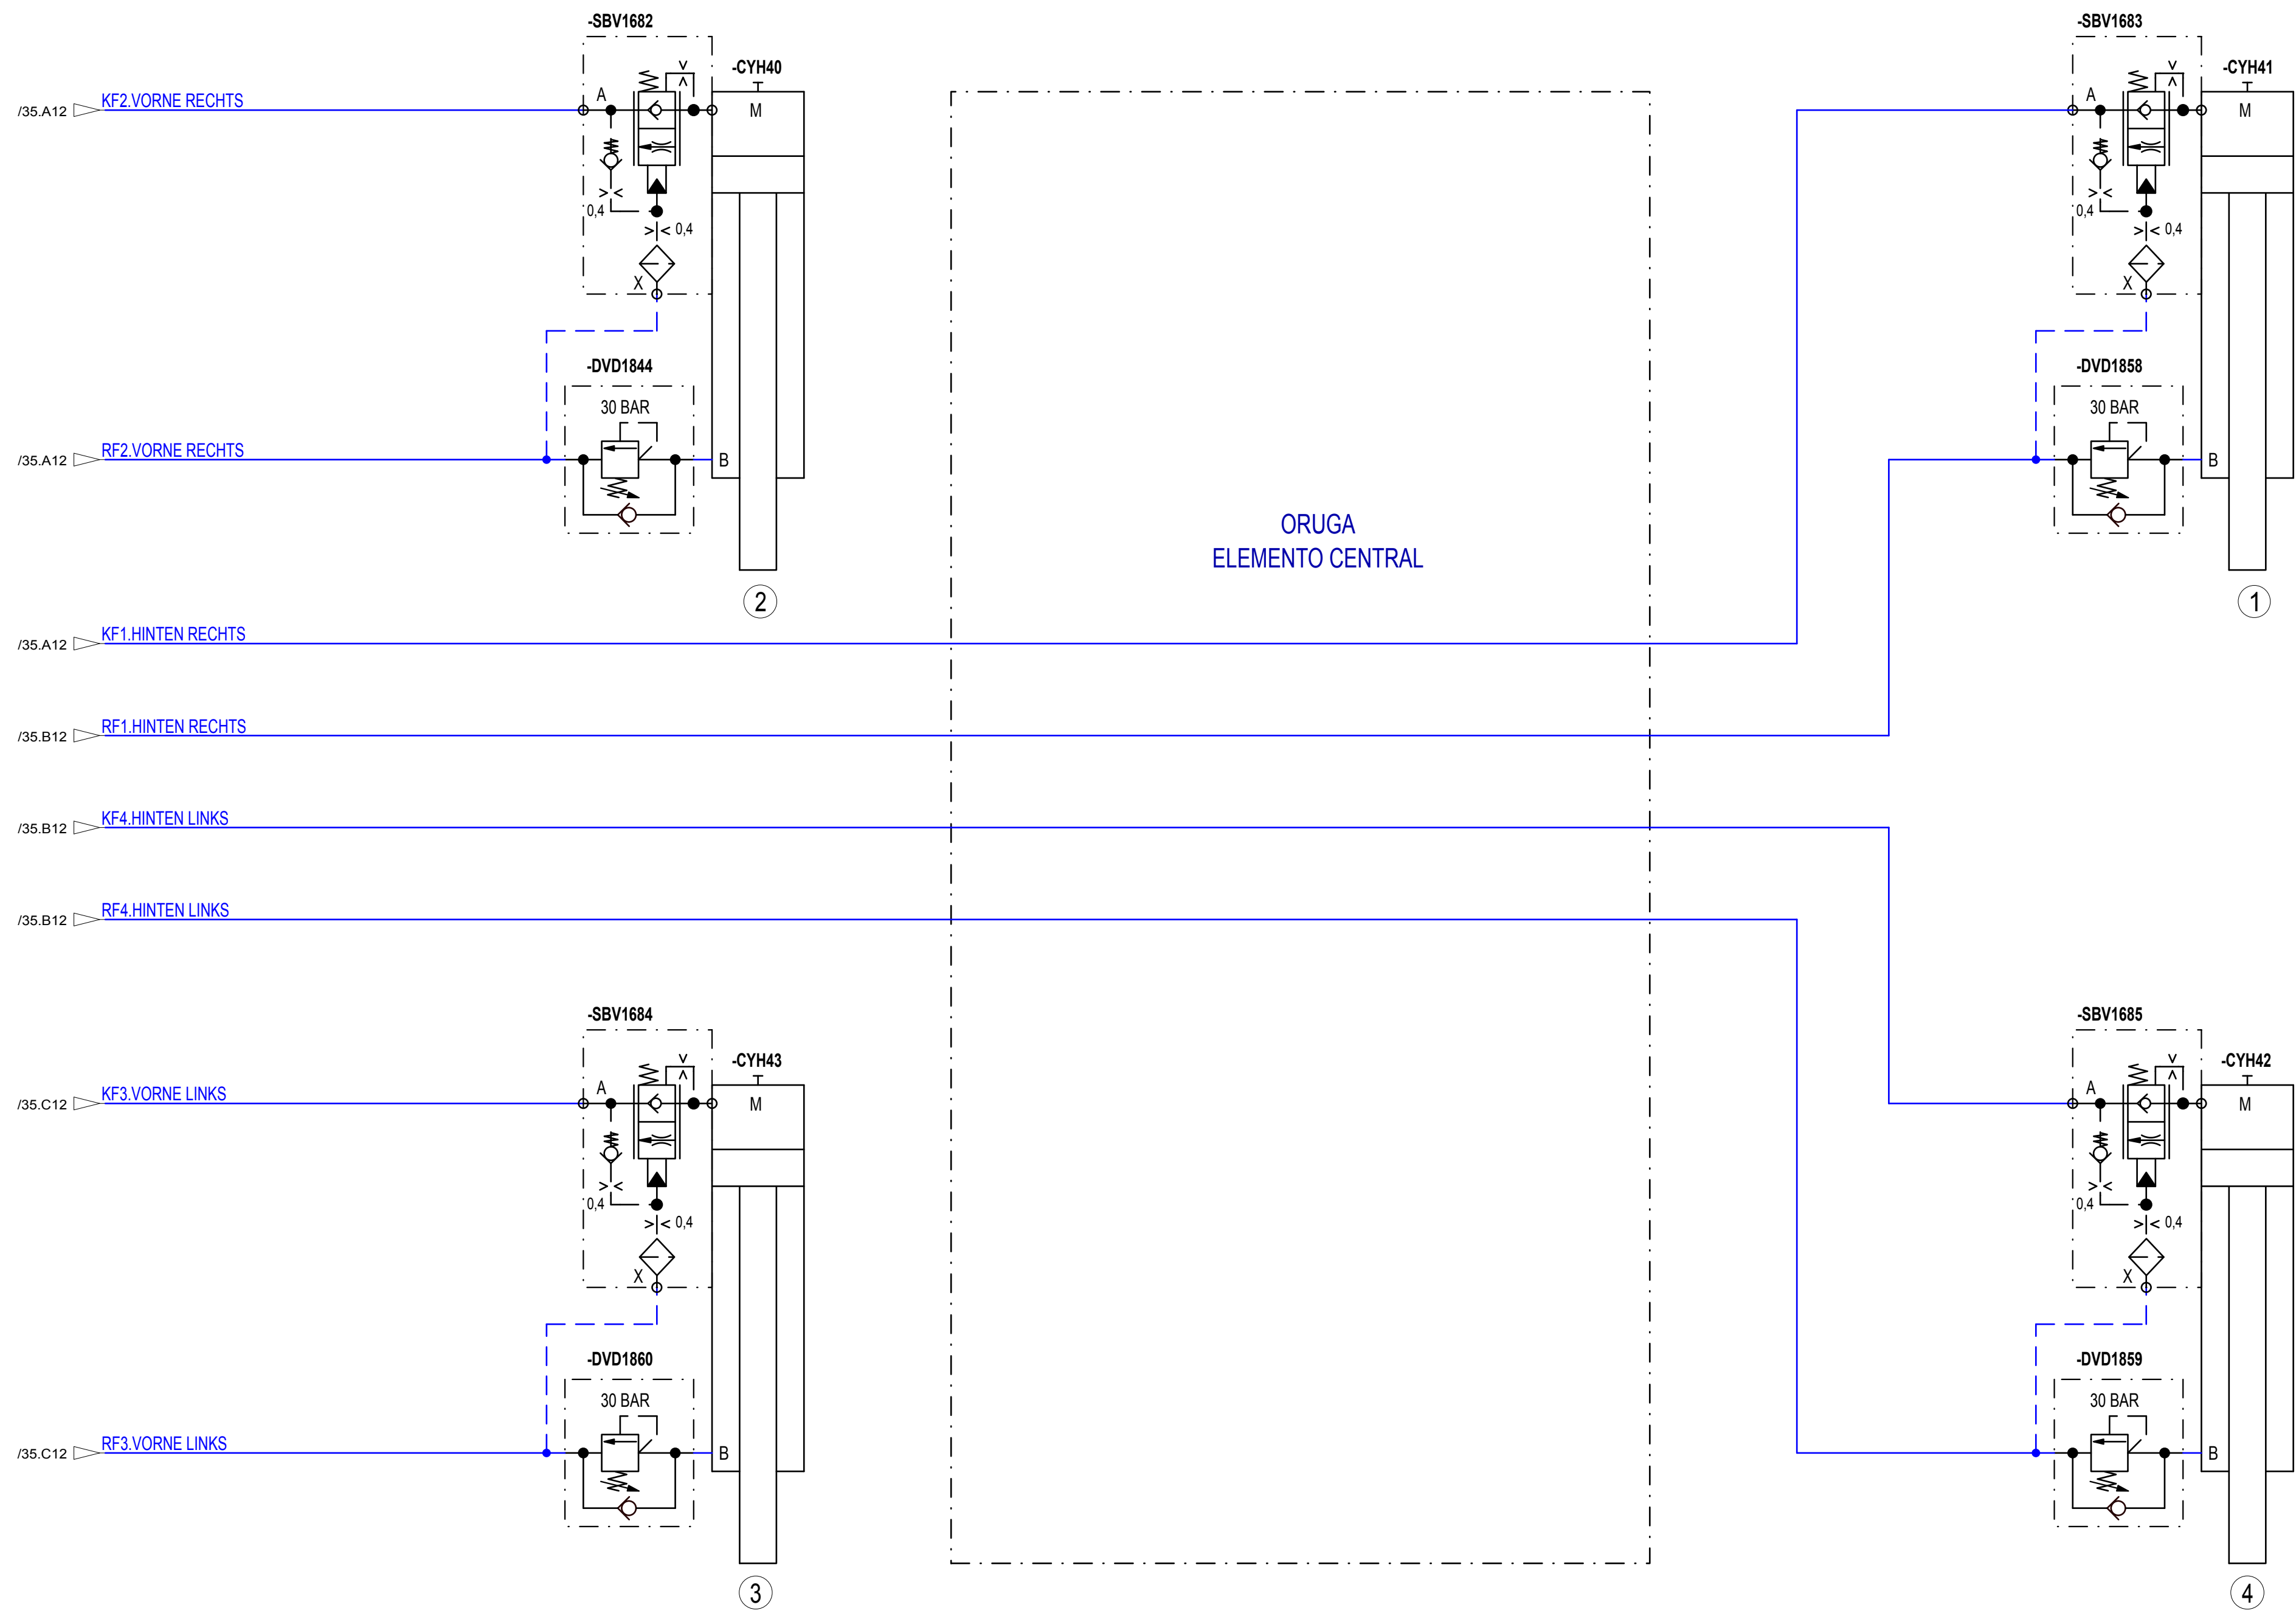 -SBV1682
-CYH40
/35.A12 KF2.VORNE RECHTS
A
M
0,4
0,4
X
-DVD1844
30 BAR
/35.A12 RF2.VORNE RECHTS
B
2
-SBV1683
-CYH41
A
M
0,4
0,4
X
-DVD1858
30 BAR
B
1
ORUGA
ELEMENTO CENTRAL
/35.A12 KF1.HINTEN RECHTS
/35.B12 RF1.HINTEN RECHTS
/35.B12 KF4.HINTEN LINKS
/35.B12 RF4.HINTEN LINKS
-SBV1684
-CYH43
/35.C12 KF3.VORNE LINKS
A
M
0,4
0,4
X
-DVD1860
30 BAR
/35.C12 RF3.VORNE LINKS
B
3
-SBV1685
-CYH42
A
M
0,4
0,4
X
-DVD1859
30 BAR
B
4